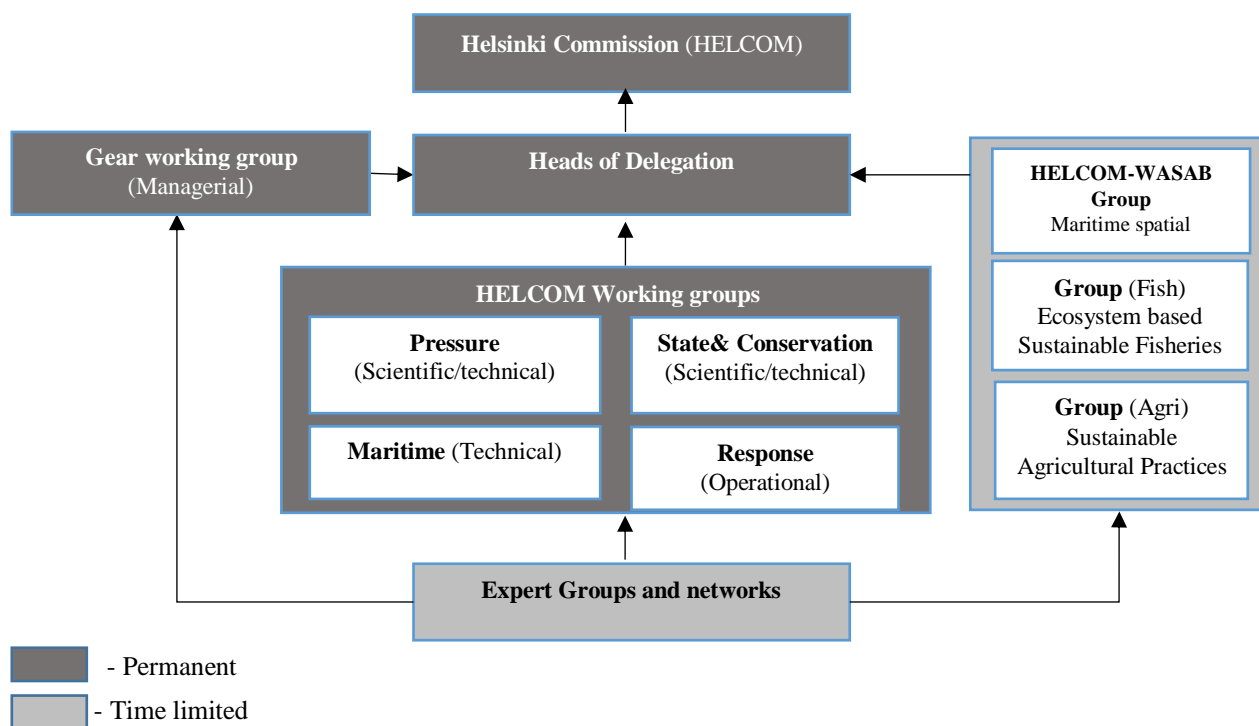 Helsinki Commission (HELCOM)
Gear working group
(Managerial)
Heads of Delegation
HELCOM-WASAB
Group
Maritime spatial
HELCOM Working groups
Pressure
(Scientific/technical)
State& Conservation
(Scientific/technical)
Group (Fish)
Ecosystem based
Sustainable Fisheries
Maritime (Technical)
Response
(Operational)
Group (Agri)
Sustainable
Agricultural Practices
Expert Groups and networks
- Permanent
- Time limited